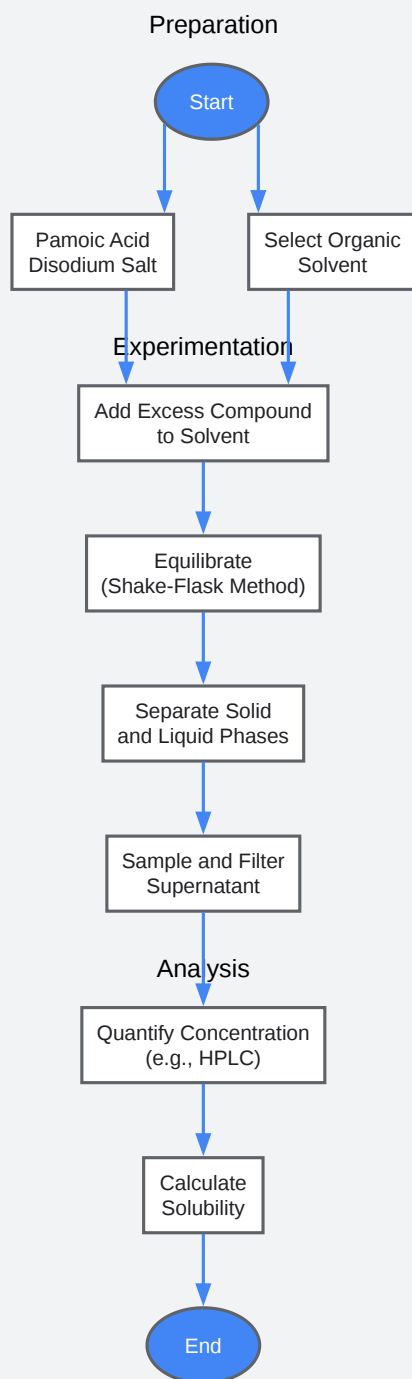 Preparation
Start
Pamoic Acid
Disodium Salt
Select Organic
Solvent
Experimentation
Add Excess Compound
to Solvent
Equilibrate
(Shake-Flask Method)
Separate Solid
and Liquid Phases
Sample and Filter
Supernatant
Analysis
Quantify Concentration
(e.g., HPLC)
Calculate
Solubility
End